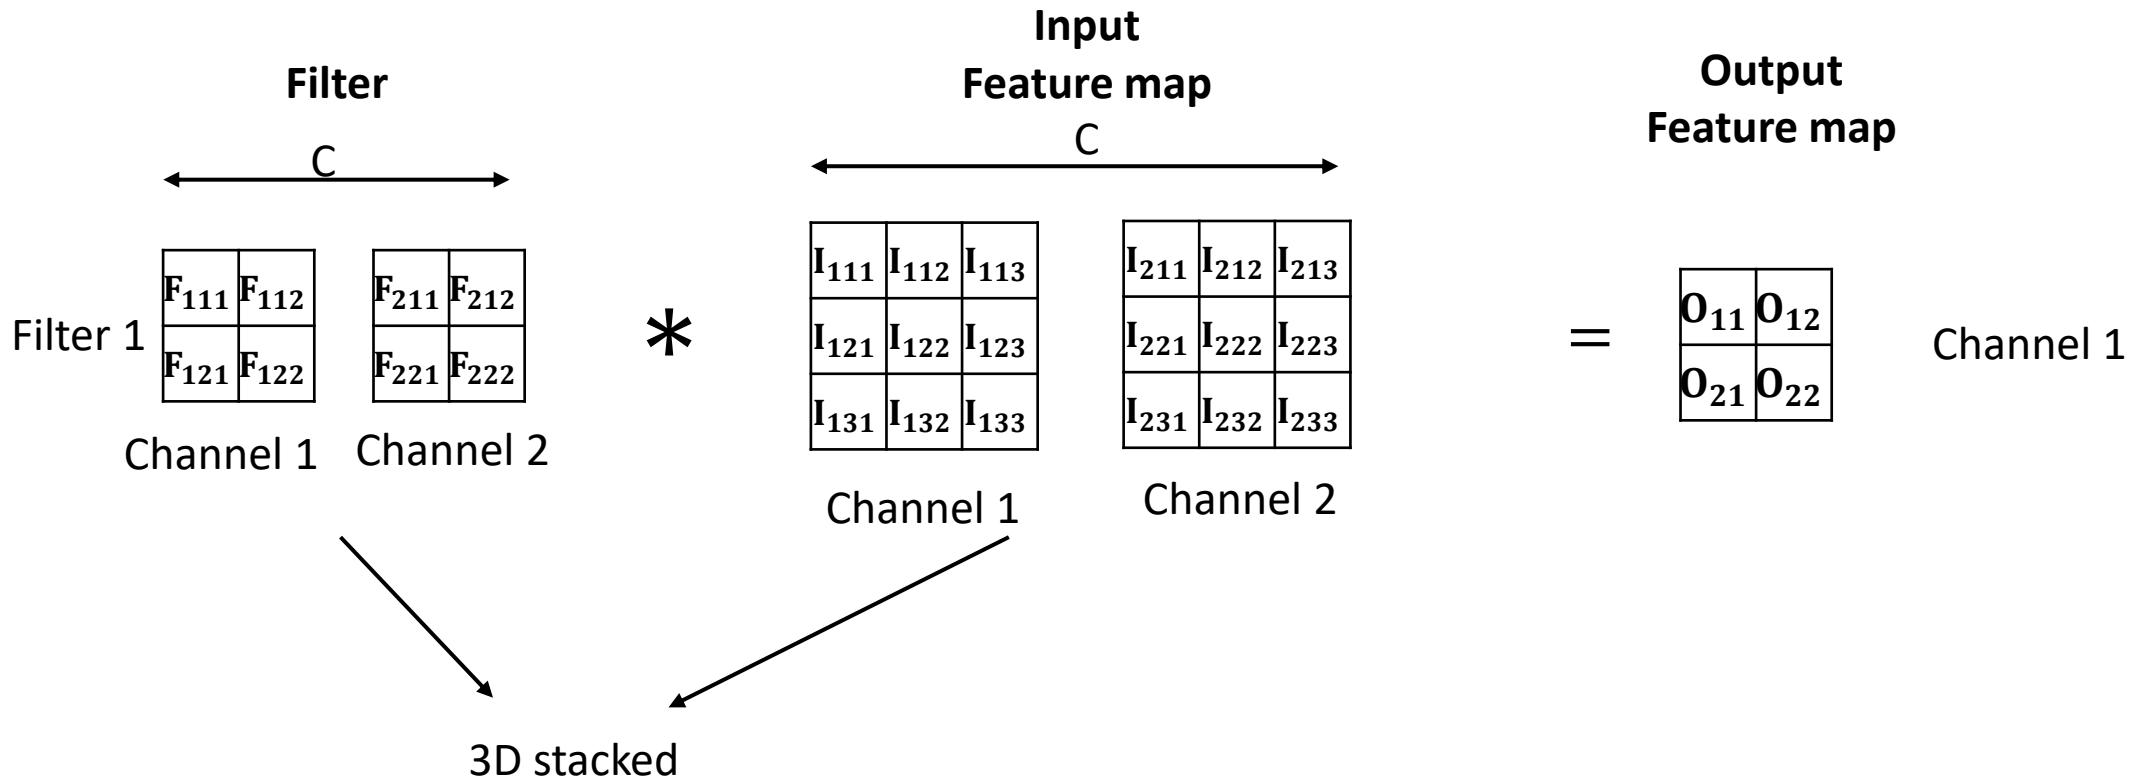 Filter
C
Filter 1
F₁₁₁ F₁₁₂
F₁₂₁ F₁₂₂
Channel 1
F₂₁₁ F₂₁₂
F₂₂₁ F₂₂₂
Channel 2
*
Input
Feature map
C
I₁₁₁ I₁₁₂ I₁₁₃
I₁₂₁ I₁₂₂ I₁₂₃
I₁₃₁ I₁₃₂ I₁₃₃
Channel 1
I₂₁₁ I₂₁₂ I₂₁₃
I₂₂₁ I₂₂₂ I₂₂₃
I₂₃₁ I₂₃₂ I₂₃₃
Channel 2
=
Output
Feature map
O₁₁ O₁₂
O₂₁ O₂₂
Channel 1
3D stacked